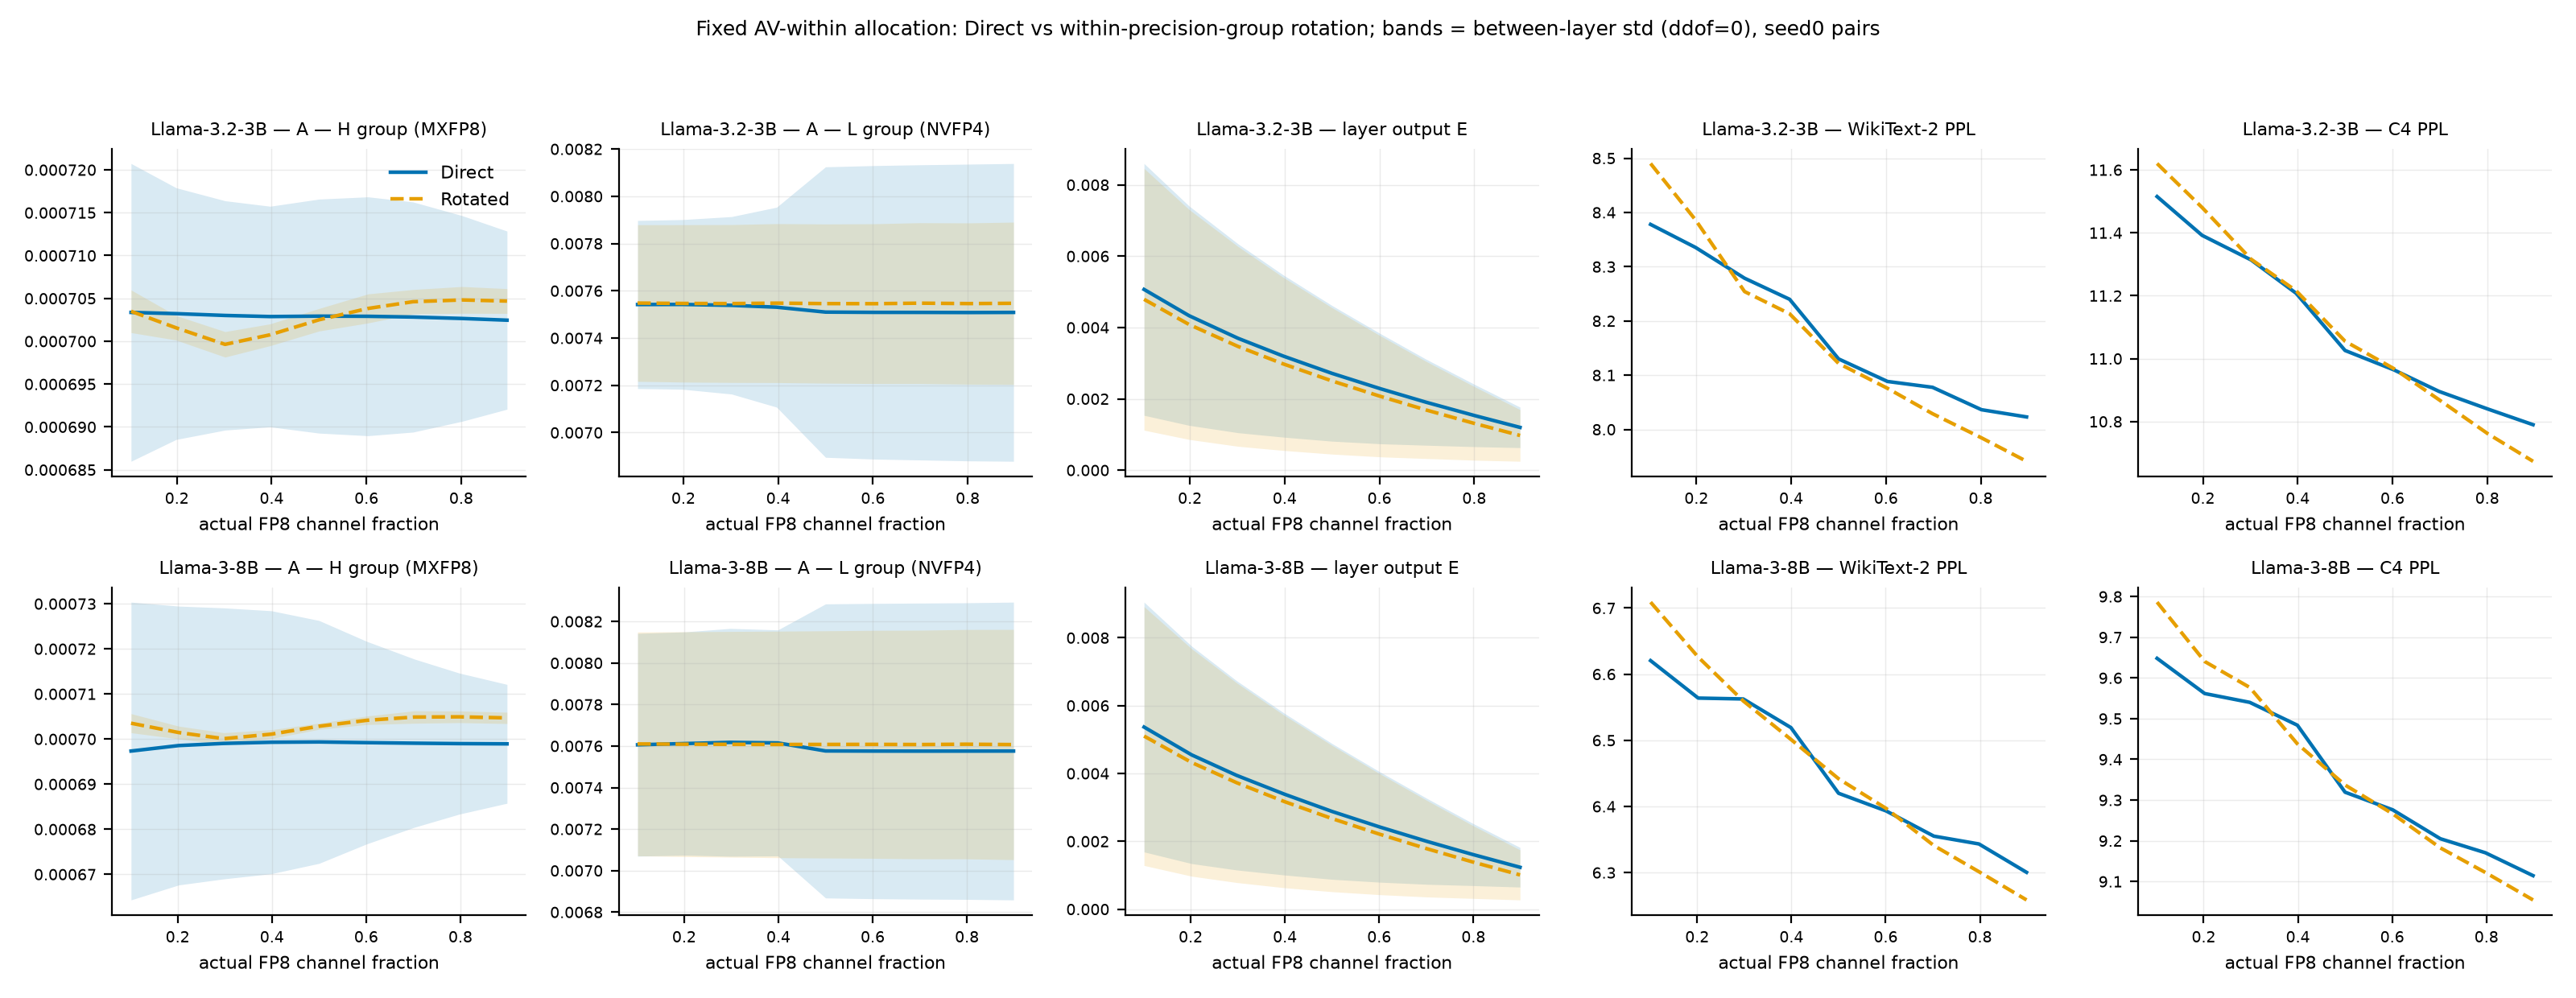 Fixed AV-within allocation: Direct vs within-precision-group rotation; bands = between-layer std (ddof=0), seed0 pairs
Llama-3.2-3B — A — H group (MXFP8)
0.000720
0.000715
0.000710
0.000705
0.000700
0.000695
0.000690
0.000685
Direct
Rotated
0.2 0.4 0.6 0.8
actual FP8 channel fraction
Llama-3.2-3B — A — L group (NVFP4)
0.0082
0.0080
0.0078
0.0076
0.0074
0.0072
0.0070
0.2 0.4 0.6 0.8
actual FP8 channel fraction
Llama-3.2-3B — layer output E
0.008
0.006
0.004
0.002
0.000
0.2 0.4 0.6 0.8
actual FP8 channel fraction
Llama-3.2-3B — WikiText-2 PPL
8.5
8.4
8.3
8.2
8.1
8.0
0.2 0.4 0.6 0.8
actual FP8 channel fraction
Llama-3.2-3B — C4 PPL
11.6
11.4
11.2
11.0
10.8
0.2 0.4 0.6 0.8
actual FP8 channel fraction
Llama-3-8B — A — H group (MXFP8)
0.00073
0.00072
0.00071
0.00070
0.00069
0.00068
0.00067
0.2 0.4 0.6 0.8
actual FP8 channel fraction
Llama-3-8B — A — L group (NVFP4)
0.0082
0.0080
0.0078
0.0076
0.0074
0.0072
0.0070
0.0068
0.2 0.4 0.6 0.8
actual FP8 channel fraction
Llama-3-8B — layer output E
0.008
0.006
0.004
0.002
0.000
0.2 0.4 0.6 0.8
actual FP8 channel fraction
Llama-3-8B — WikiText-2 PPL
6.7
6.6
6.5
6.4
6.3
0.2 0.4 0.6 0.8
actual FP8 channel fraction
Llama-3-8B — C4 PPL
9.8
9.7
9.6
9.5
9.4
9.3
9.2
9.1
0.2 0.4 0.6 0.8
actual FP8 channel fraction